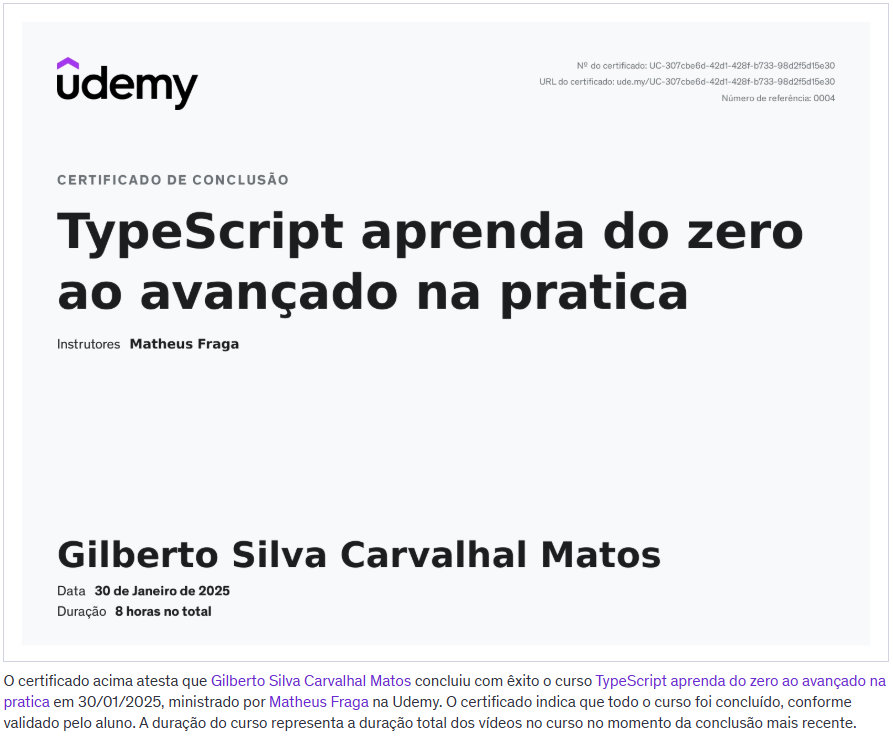 udemy
Nº do certificado: UC-307cbe6d-42d1-428f-b733-98d2f5d15e30
URL do certificado: ude.my/UC-307cbe6d-42d1-428f-b733-98d2f5d15e30
Número de referência: 0004
CERTIFICADO DE CONCLUSÃO
TypeScript aprenda do zero
ao avançado na pratica
Instrutores Matheus Fraga
Gilberto Silva Carvalhal Matos
Data 30 de Janeiro de 2025
Duração 8 horas no total
O certificado acima atesta que Gilberto Silva Carvalhal Matos concluiu com êxito o curso TypeScript aprenda do zero ao avançado na
pratica em 30/01/2025, ministrado por Matheus Fraga na Udemy. O certificado indica que todo o curso foi concluído, conforme
validado pelo aluno. A duração do curso representa a duração total dos vídeos no curso no momento da conclusão mais recente.